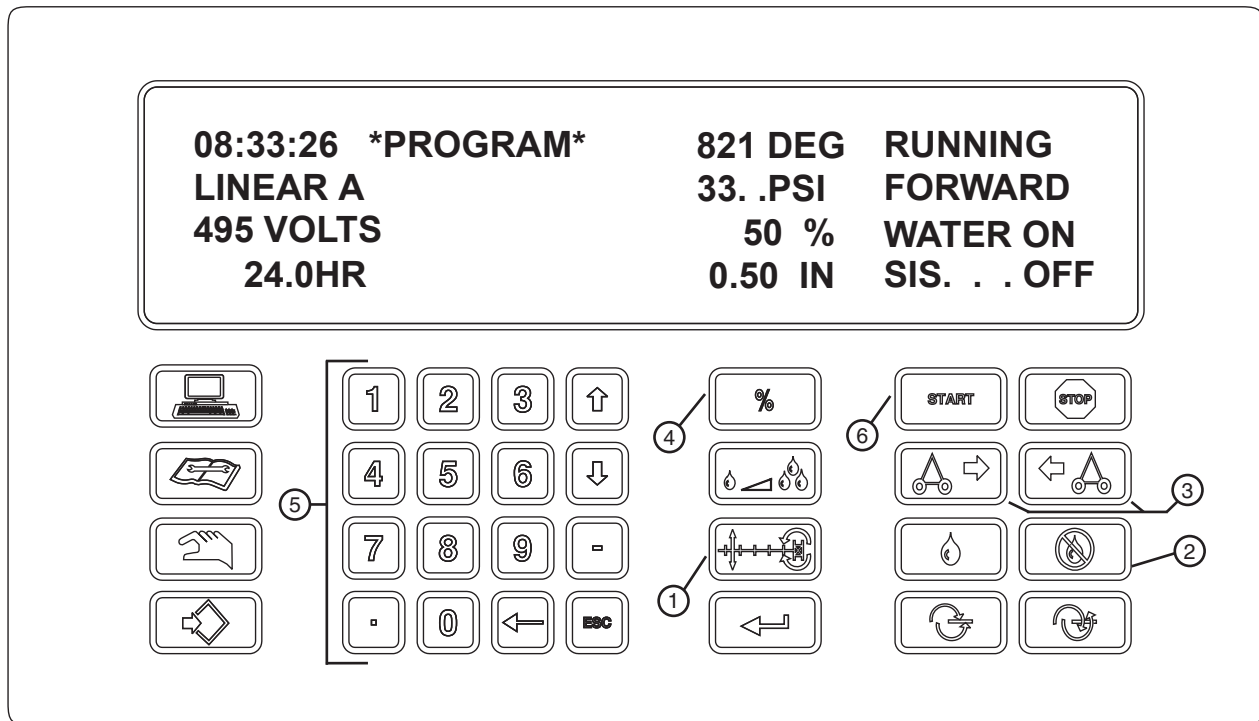 08:33:26 *PROGRAM* 821 DEG RUNNING
LINEAR A 33. .PSI FORWARD
495 VOLTS 50 % WATER ON
24.0HR 0.50 IN SIS. . . OFF
1 2 3 % START STOP
4
6
4 5 6
3
5
7 8 9 -
2
1
. 0 ESC